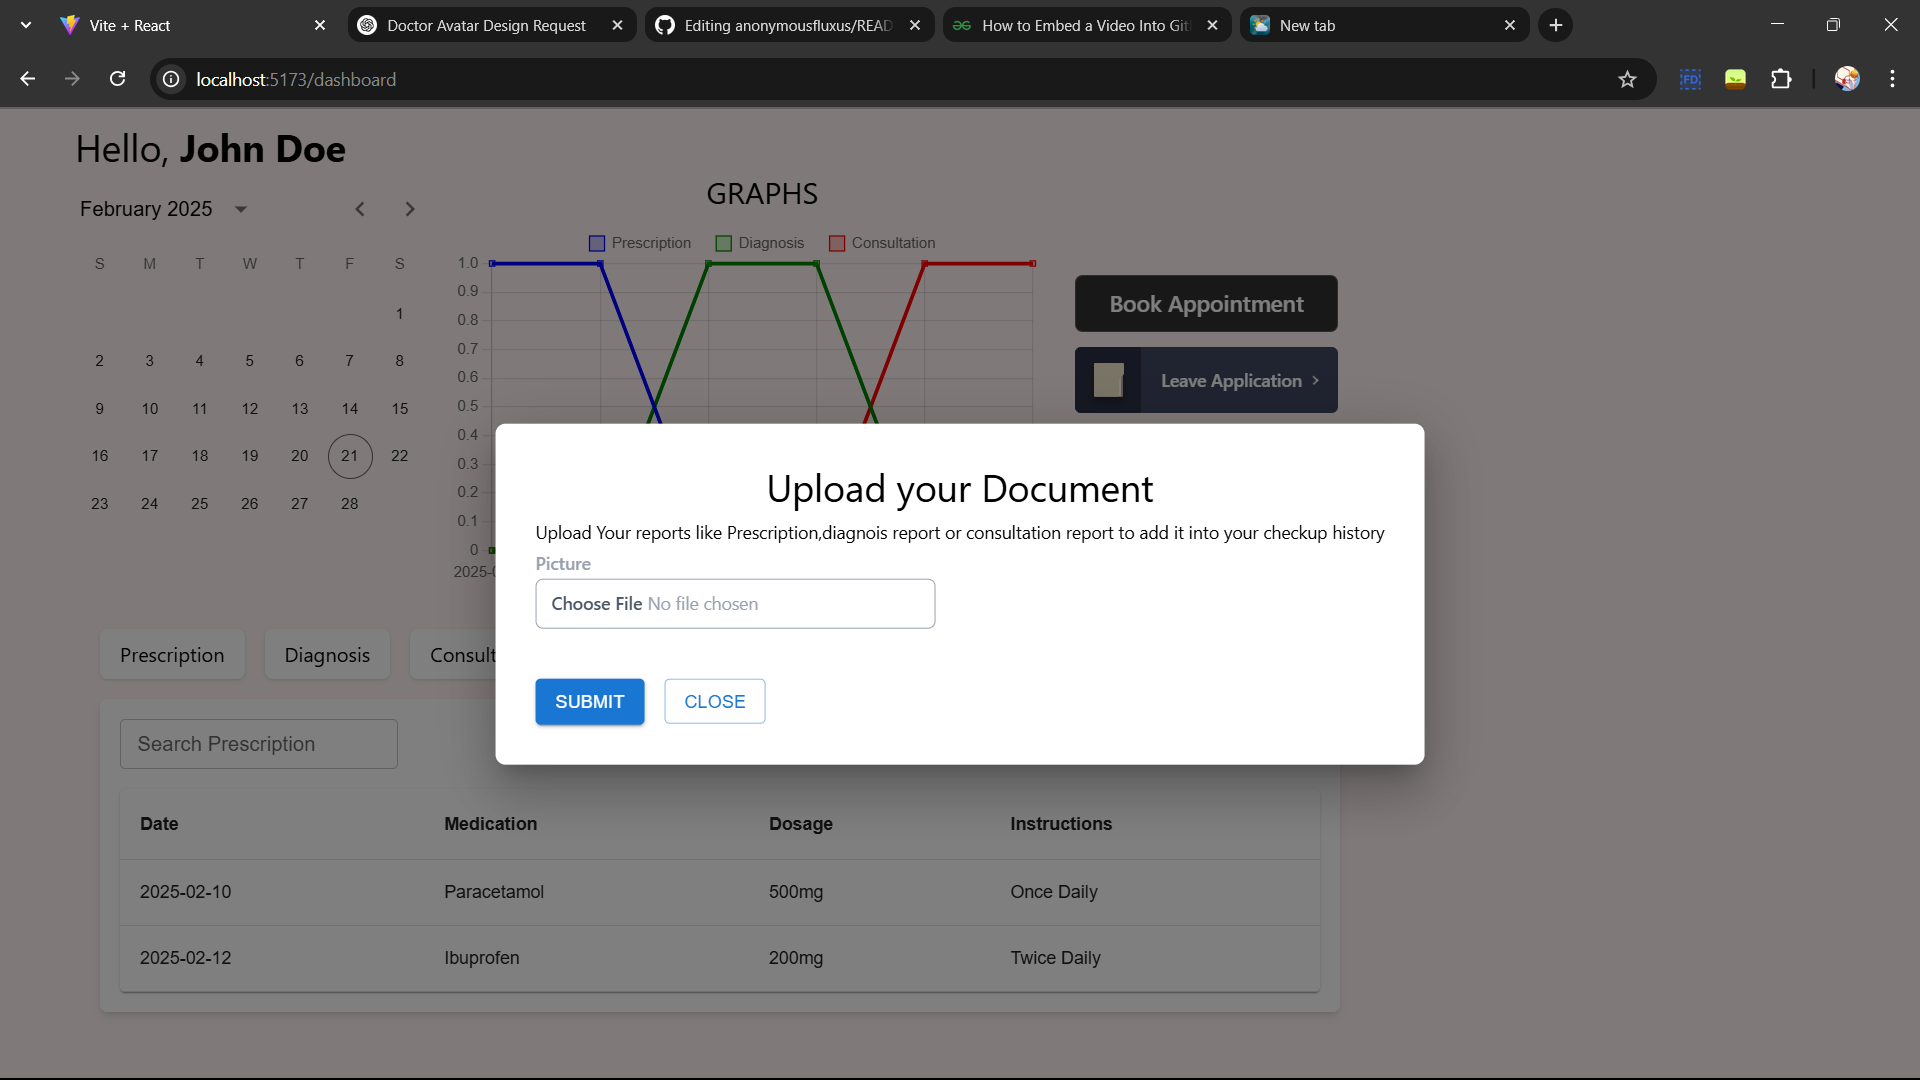 Vite + React
Doctor Avatar Design Request
Editing anonymousfluxus/READ
How to Embed a Video Into Git
New tab
localhost:5173/dashboard
FD
Hello, John Doe
February 2025
S M T W T F S
1
2 3 4 5 6 7 8
9 10 11 12 13 14 15
16 17 18 19 20 21 22
23 24 25 26 27 28
GRAPHS
Prescription Diagnosis Consultation
1.0
0.9
0.8
0.7
0.6
0.5
0.4
0.3
0.2
0.1
0
2025-0
Book Appointment
Leave Application
Upload your Document
Upload Your reports like Prescription,diagnois report or consultation report to add it into your checkup history
Picture
Choose File No file chosen
SUBMIT CLOSE
Prescription Diagnosis Consult
Search Prescription
Date Medication Dosage Instructions
2025-02-10 Paracetamol 500mg Once Daily
2025-02-12 Ibuprofen 200mg Twice Daily